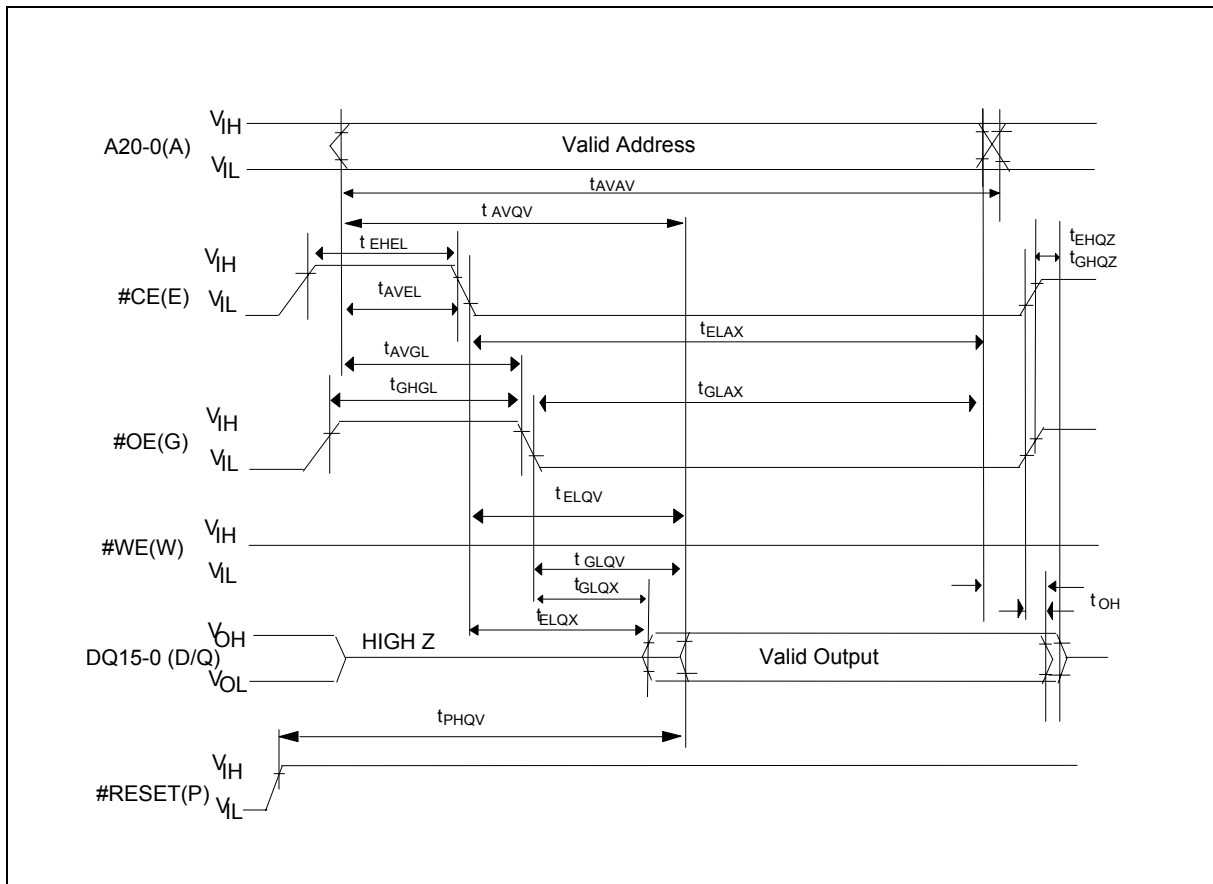 VIH
A20-0(A)
Valid Address
VIL
tAVAV
t AVQV
t EHEL
tEHQZ
VIH
tGHQZ
#CE(E)
VIL
tAVEL
tELAX
tAVGL
tGHGL
tGLAX
VIH
#OE(G)
VIL
t ELQV
VIH
#WE(W)
t GLQV
VIL
tGLQX
t OH
tELQX
VOH
HIGH Z
DQ15-0 (D/Q)
Valid Output
VOL
tPHQV
VIH
#RESET(P)
VIL